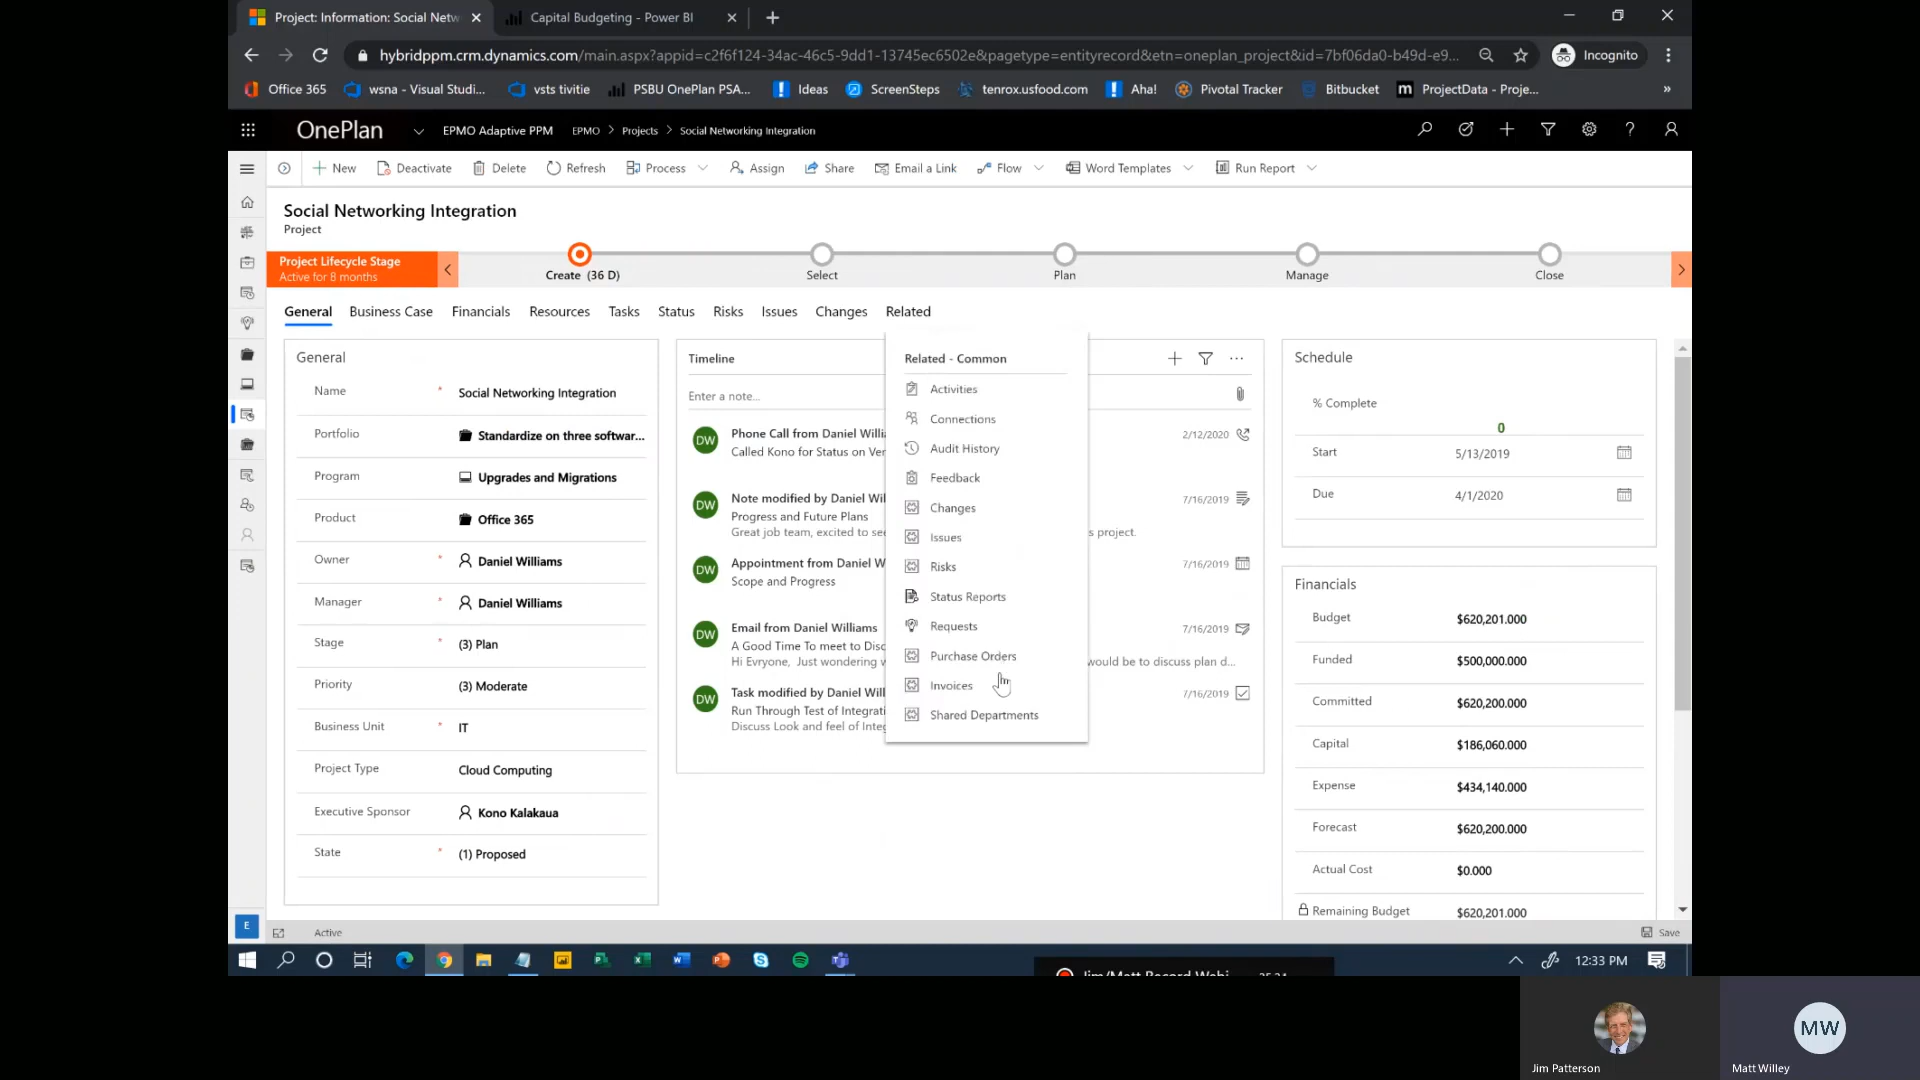 Project: Information: Social Netw
Capital Budgeting - Power BI
hybridppm.crm.dynamics.com/main.aspx?appid=c2f6f124-34ac-46c5-9dd1-13745ec6502e&pagetype=entityrecord&etn=oneplan_project&id=7bf06da0-b49d-e9...
Incognito
Office 365
wsna - Visual Studi...
vsts tivitie
PSBU OnePlan PSA...
Ideas
ScreenSteps
tenrox.usfood.com
Aha!
Pivotal Tracker
Bitbucket
ProjectData - Proje...
»
OnePlan
EPMO Adaptive PPM
EPMO > Projects > Social Networking Integration
New
Deactivate
Delete
Refresh
Process
Assign
Share
Email a Link
Flow
Word Templates
Run Report
Social Networking Integration
Project
Project Lifecycle Stage
Active for 8 months
Create (36 D)
Select
Plan
Manage
Close
General
Business Case
Financials
Resources
Tasks
Status
Risks
Issues
Changes
Related
General
Name * Social Networking Integration
Portfolio Standardize on three softwar...
Program Upgrades and Migrations
Product Office 365
Owner * Daniel Williams
Manager * Daniel Williams
Stage * (3) Plan
Priority (3) Moderate
Business Unit * IT
Project Type Cloud Computing
Executive Sponsor Kono Kalakaua
State * (1) Proposed
Timeline
Enter a note...
DW
Phone Call from Daniel Willi
2/12/2020
Called Kono for Status on Ven
DW
Note modified by Daniel Wil
7/16/2019
Progress and Future Plans
Great job team, excited to see
s project.
DW
Appointment from Daniel W
7/16/2019
Scope and Progress
DW
Email from Daniel Williams
7/16/2019
A Good Time To meet to Disc
Hi Evryone, Just wondering w
would be to discuss plan d...
DW
Task modified by Daniel Will
7/16/2019
Run Through Test of Integrati
Discuss Look and feel of Inte
Related - Common
Activities
Connections
Audit History
Feedback
Changes
Issues
Risks
Status Reports
Requests
Purchase Orders
Invoices
Shared Departments
Schedule
% Complete
0
Start 5/13/2019
Due 4/1/2020
Financials
Budget $620,201.000
Funded $500,000.000
Committed $620,200.000
Capital $186,060.000
Expense $434,140.000
Forecast $620,200.000
Actual Cost $0.000
Remaining Budget $620,201.000
E
Active
Save
12:33 PM
Jim/Matt Record Webi
Jim Patterson
MW
Matt Willey